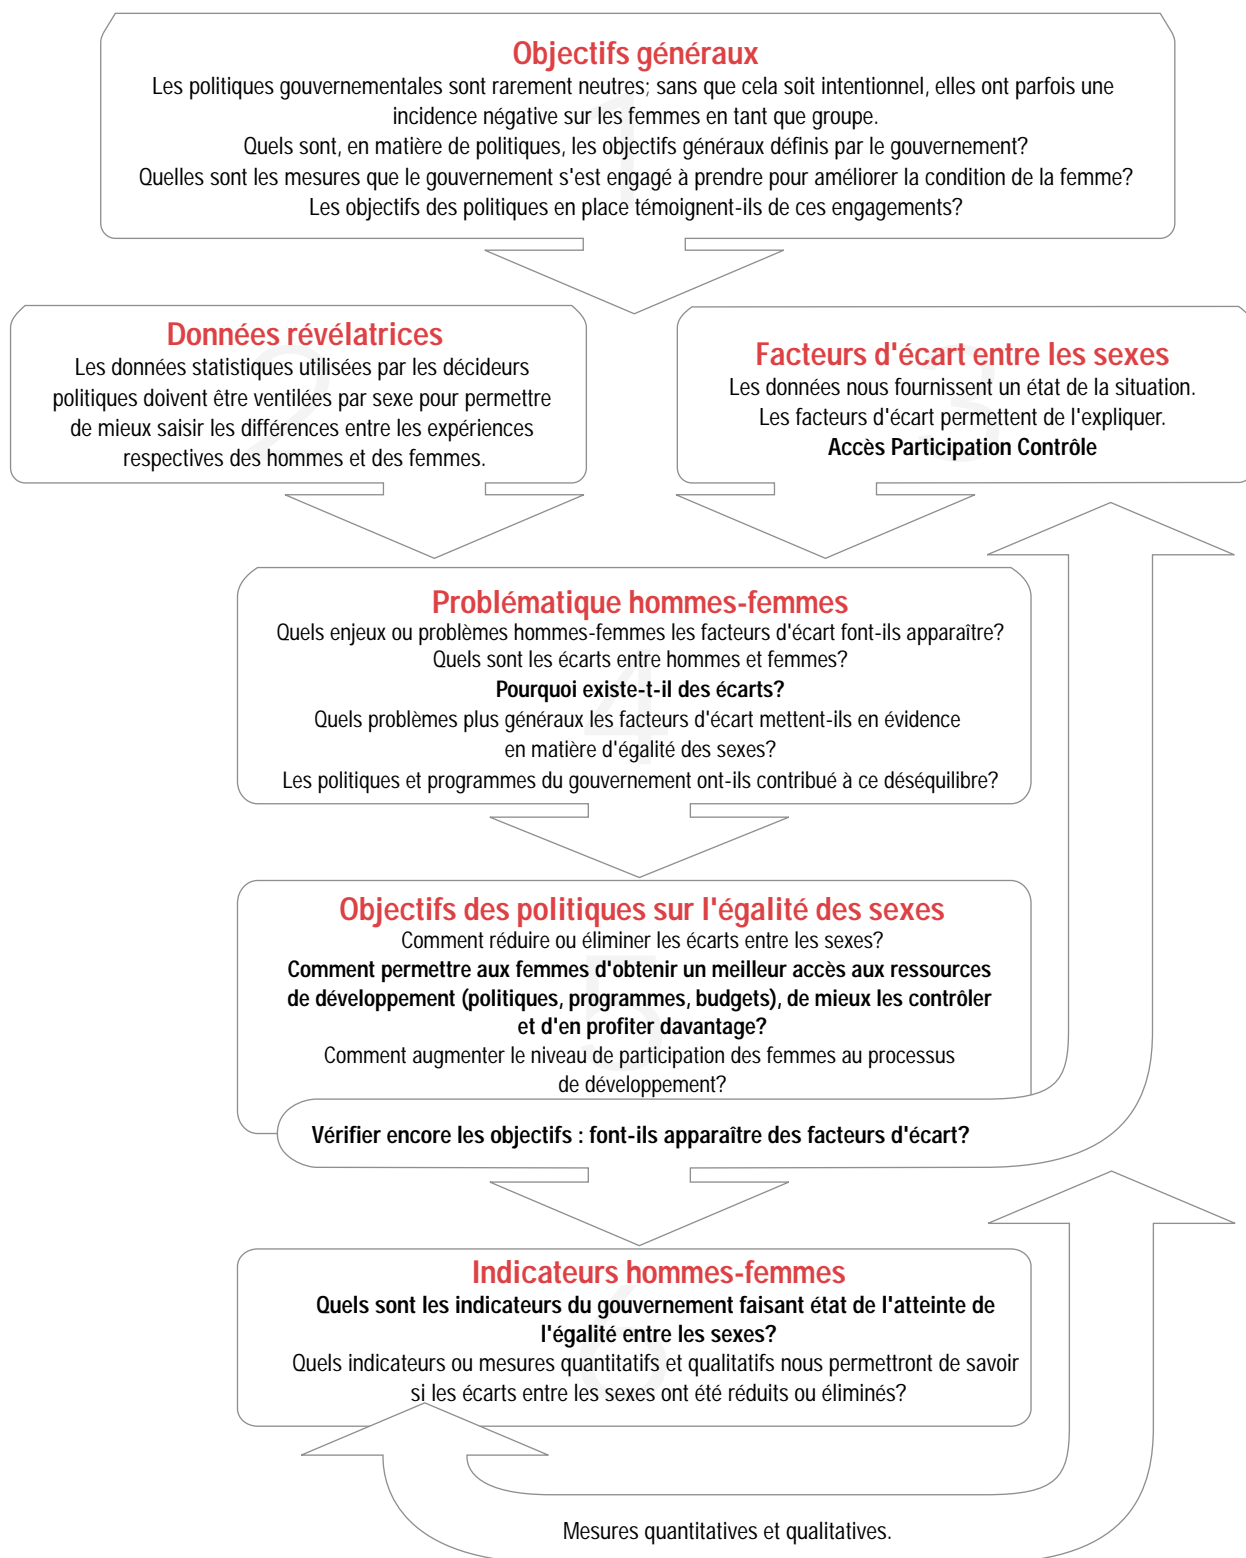 1
Objectifs généraux
Les politiques gouvernementales sont rarement neutres; sans que cela soit intentionnel, elles ont parfois une
incidence négative sur les femmes en tant que groupe.
Quels sont, en matière de politiques, les objectifs généraux définis par le gouvernement?
Quelles sont les mesures que le gouvernement s'est engagé à prendre pour améliorer la condition de la femme?
Les objectifs des politiques en place témoignent-ils de ces engagements?
2
Données révélatrices
Les données statistiques utilisées par les décideurs
politiques doivent être ventilées par sexe pour permettre
de mieux saisir les différences entre les expériences
respectives des hommes et des femmes.
3
Facteurs d'écart entre les sexes
Les données nous fournissent un état de la situation.
Les facteurs d'écart permettent de l'expliquer.
Accès Participation Contrôle
4
Problématique hommes-femmes
Quels enjeux ou problèmes hommes-femmes les facteurs d'écart font-ils apparaître?
Quels sont les écarts entre hommes et femmes?
Pourquoi existe-t-il des écarts?
Quels problèmes plus généraux les facteurs d'écart mettent-ils en évidence
en matière d'égalité des sexes?
Les politiques et programmes du gouvernement ont-ils contribué à ce déséquilibre?
5
Objectifs des politiques sur l'égalité des sexes
Comment réduire ou éliminer les écarts entre les sexes?
Comment permettre aux femmes d'obtenir un meilleur accès aux ressources
de développement (politiques, programmes, budgets), de mieux les contrôler
et d'en profiter davantage?
Comment augmenter le niveau de participation des femmes au processus
de développement?
Vérifier encore les objectifs : font-ils apparaître des facteurs d'écart?
6
Indicateurs hommes-femmes
Quels sont les indicateurs du gouvernement faisant état de l'atteinte de
l'égalité entre les sexes?
Quels indicateurs ou mesures quantitatifs et qualitatifs nous permettront de savoir
si les écarts entre les sexes ont été réduits ou éliminés?
Mesures quantitatives et qualitatives.